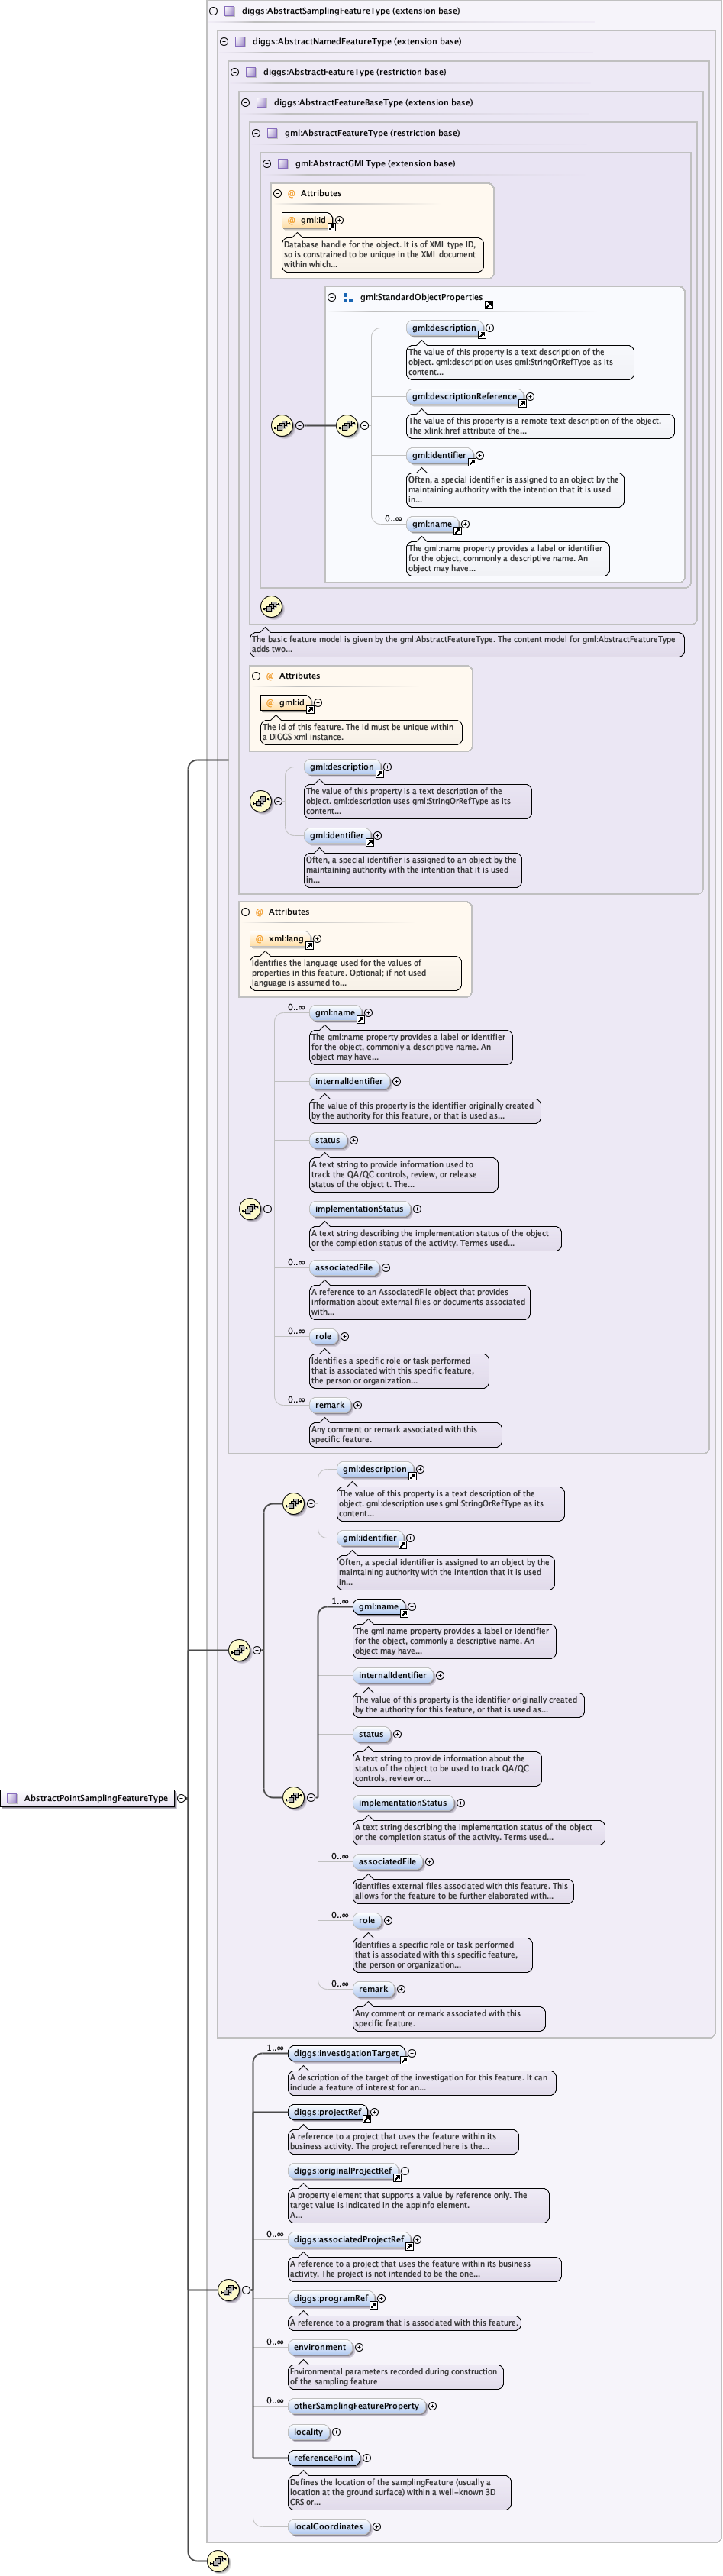 diggs:AbstractSamplingFeatureType (extension base)
diggs:AbstractNamedFeatureType (extension base)
diggs:AbstractFeatureType (restriction base)
diggs:AbstractFeatureBaseType (extension base)
gml:AbstractFeatureType (restriction base)
gml:AbstractGMLType (extension base)
@ Attributes
@ gml:id
Database handle for the object. It is of XML type ID,
so is constrained to be unique in the XML document
within which...
gml:StandardObjectProperties
gml:description
The value of this property is a text description of the
object. gml:description uses gml:StringOrRefType as its
content...
gml:descriptionReference
The value of this property is a remote text description of the object.
The xlink:href attribute of the...
gml:identifier
Often, a special identifier is assigned to an object by the
maintaining authority with the intention that it is used
in...
0..∞
gml:name
The gml:name property provides a label or identifier
for the object, commonly a descriptive name. An
object may have...
The basic feature model is given by the gml:AbstractFeatureType. The content model for gml:AbstractFeatureType
adds two...
@ Attributes
@ gml:id
The id of this feature. The id must be unique within
a DIGGS xml instance.
gml:description
The value of this property is a text description of the
object. gml:description uses gml:StringOrRefType as its
content...
gml:identifier
Often, a special identifier is assigned to an object by the
maintaining authority with the intention that it is used
in...
@ Attributes
@ xml:lang
Identifies the language used for the values of
properties in this feature. Optional; if not used
language is assumed to...
0..∞
gml:name
The gml:name property provides a label or identifier
for the object, commonly a descriptive name. An
object may have...
internalIdentifier
The value of this property is the identifier originally created
by the authority for this feature, or that is used as...
status
A text string to provide information used to
track the QA/QC controls, review, or release
status of the object t. The...
implementationStatus
A text string describing the implementation status of the object
or the completion status of the activity. Termes used...
0..∞
associatedFile
A reference to an AssociatedFile object that provides
information about external files or documents associated
with...
0..∞
role
Identifies a specific role or task performed
that is associated with this specific feature,
the person or organization...
0..∞
remark
Any comment or remark associated with this
specific feature.
gml:description
The value of this property is a text description of the
object. gml:description uses gml:StringOrRefType as its
content...
gml:identifier
Often, a special identifier is assigned to an object by the
maintaining authority with the intention that it is used
in...
1..∞
gml:name
The gml:name property provides a label or identifier
for the object, commonly a descriptive name. An
object may have...
internalIdentifier
The value of this property is the identifier originally created
by the authority for this feature, or that is used as...
status
A text string to provide information about the
status of the object to be used to track QA/QC
controls, review or...
AbstractPointSamplingFeatureType
implementationStatus
A text string describing the implementation status of the object
or the completion status of the activity. Terms used...
0..∞
associatedFile
Identifies external files associated with this feature. This
allows for the feature to be further elaborated with...
0..∞
role
Identifies a specific role or task performed
that is associated with this specific feature,
the person or organization...
0..∞
remark
Any comment or remark associated with this
specific feature.
1..∞
diggs:investigationTarget
A description of the target of the investigation for this feature. It can
include a feature of interest for an...
diggs:projectRef
A reference to a project that uses the feature within its
business activity. The project referenced here is the...
diggs:originalProjectRef
A property element that supports a value by reference only. The
target value is indicated in the appinfo element.
A...
0..∞
diggs:associatedProjectRef
A reference to a project that uses the feature within its business
activity. The project is not intended to be the one...
0..∞
diggs:programRef
A reference to a program that is associated with this feature.
0..∞
environment
Environmental parameters recorded during construction
of the sampling feature
0..∞
otherSamplingFeatureProperty
locality
referencePoint
Defines the location of the samplingFeature (usually a
location at the ground surface) within a well-known 3D
CRS or...
localCoordinates